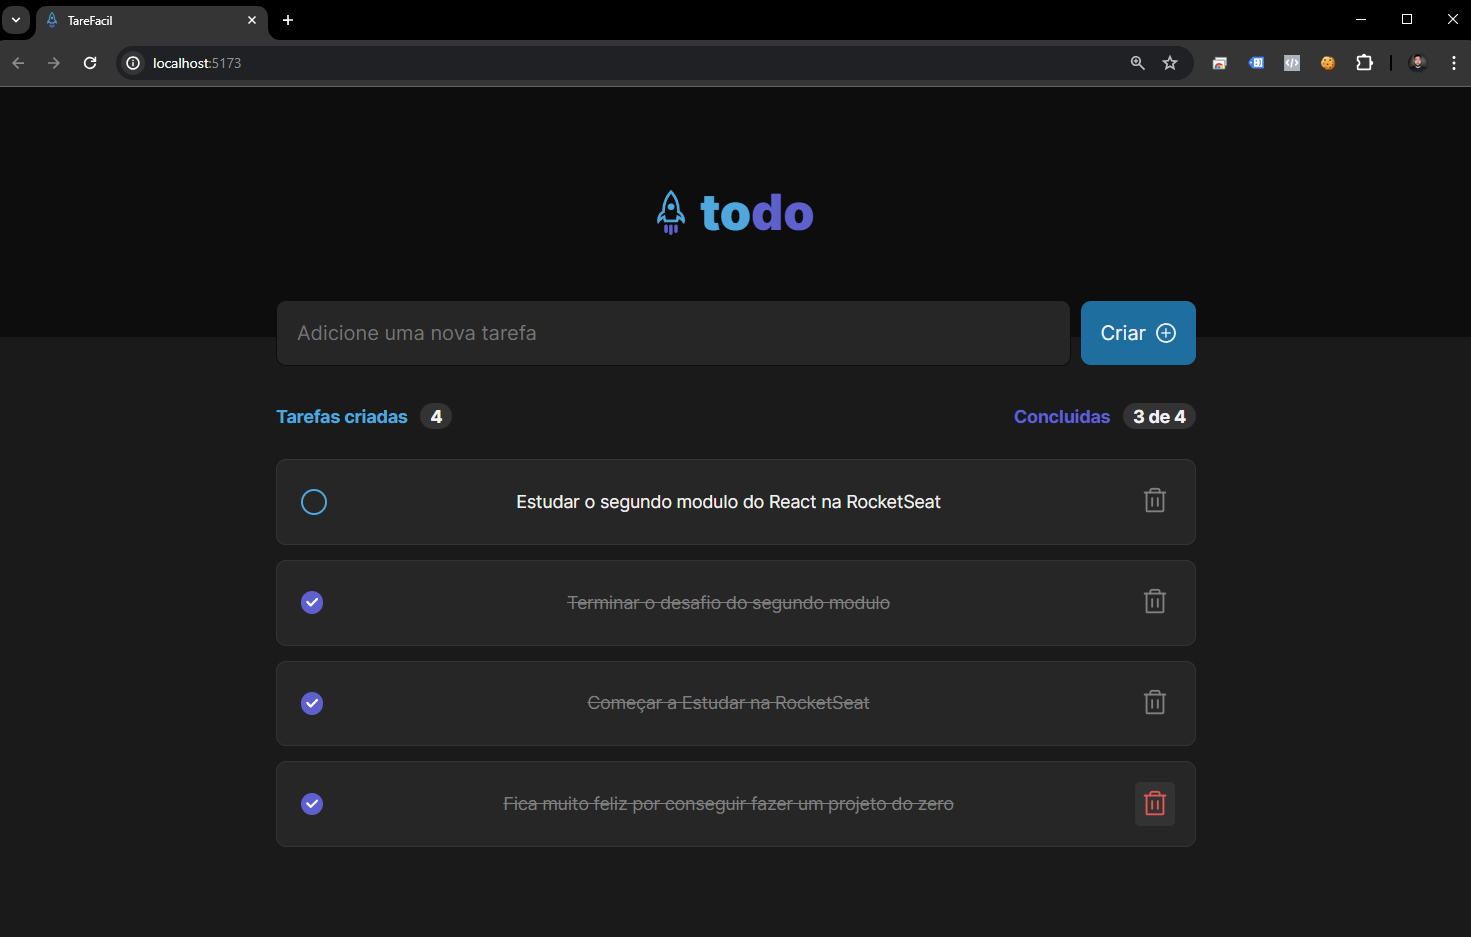 TareFacil
localhost:5173
todo
Adicione uma nova tarefa
Criar
Tarefas criadas 4
Concluidas 3 de 4
Estudar o segundo modulo do React na RocketSeat
Terminar o desafio do segundo modulo
Começar a Estudar na RocketSeat
Fica muito feliz por conseguir fazer um projeto do zero